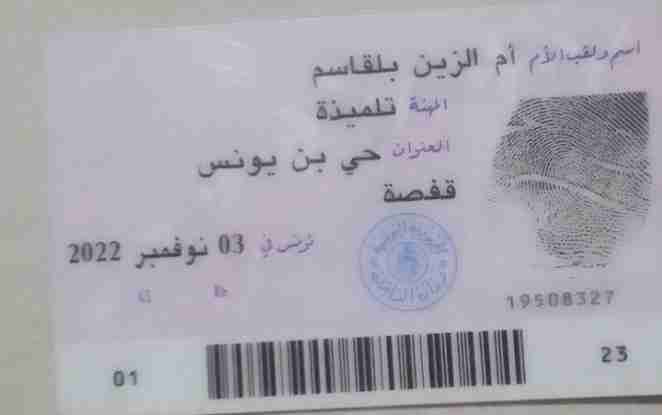 اسم ولقب الأم أم الزين بلقاسم
المهنة تلميذة
العنوان حي بن يونس
قفصة
تونس في 03 نوفمبر 2022
19508327
01
23